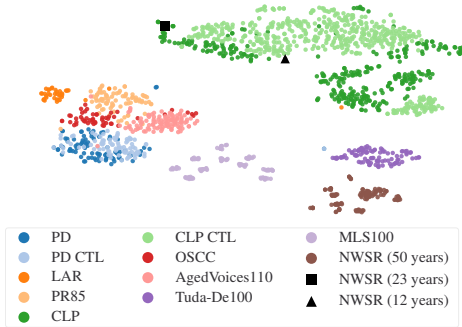 PD
PD CTL
LAR
PR85
CLP
CLP CTL
OSCC
AgedVoices110
Tuda-De100
MLS100
NWSR (50 years)
NWSR (23 years)
NWSR (12 years)